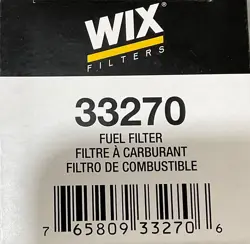 WIX
FILTERS
33270
FUEL FILTER
FILTRE À CARBURANT
FILTRO DE COMBUSTIBLE
7 65809 33270 6